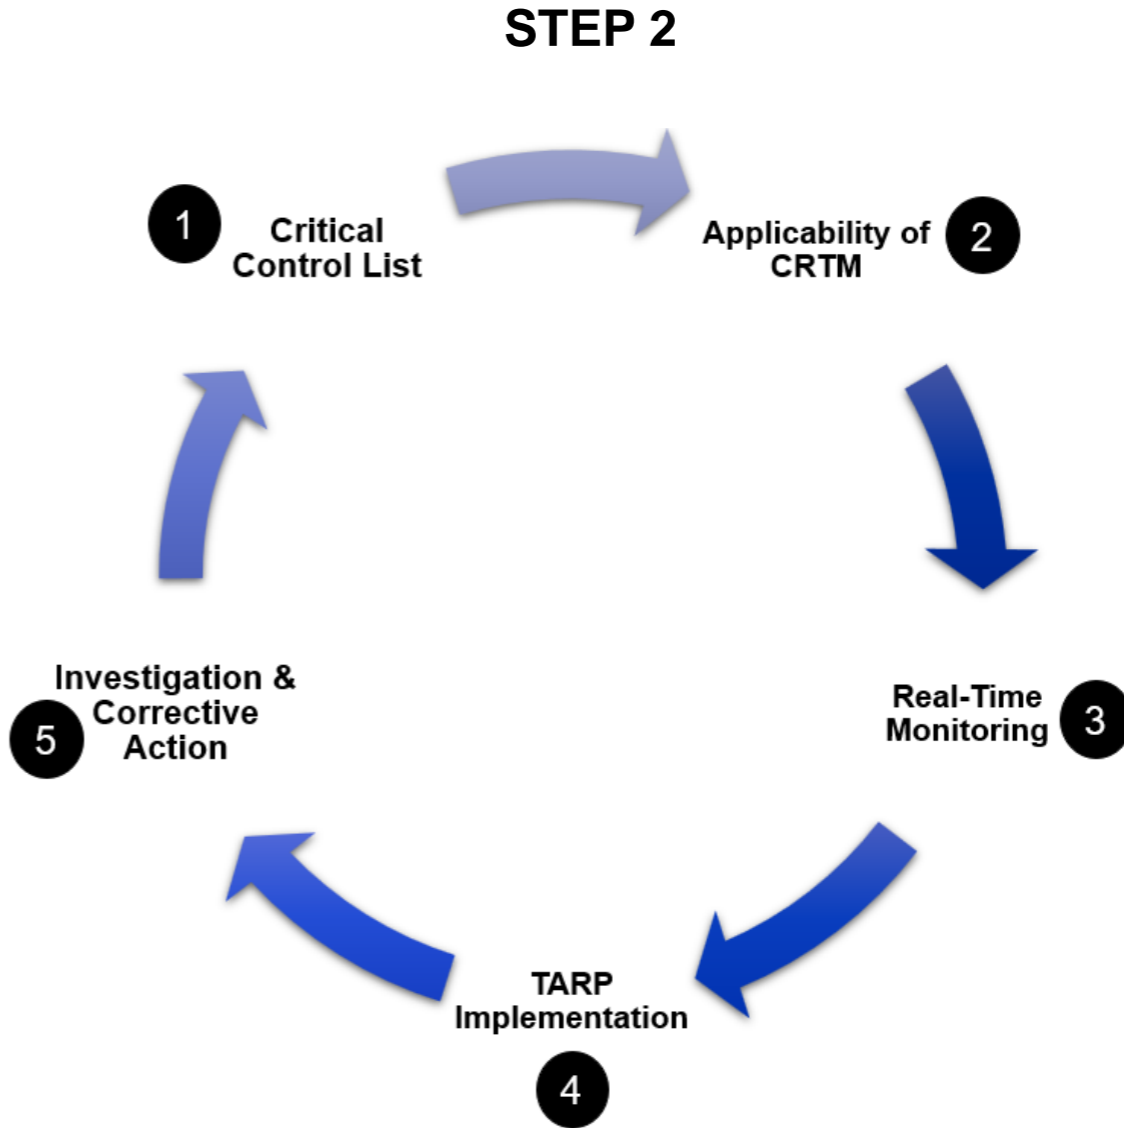 STEP 2
1
Critical
Control List
Applicability of
CRTM
2
Real-Time
Monitoring
3
TARP
Implementation
4
Investigation &
Corrective
Action
5